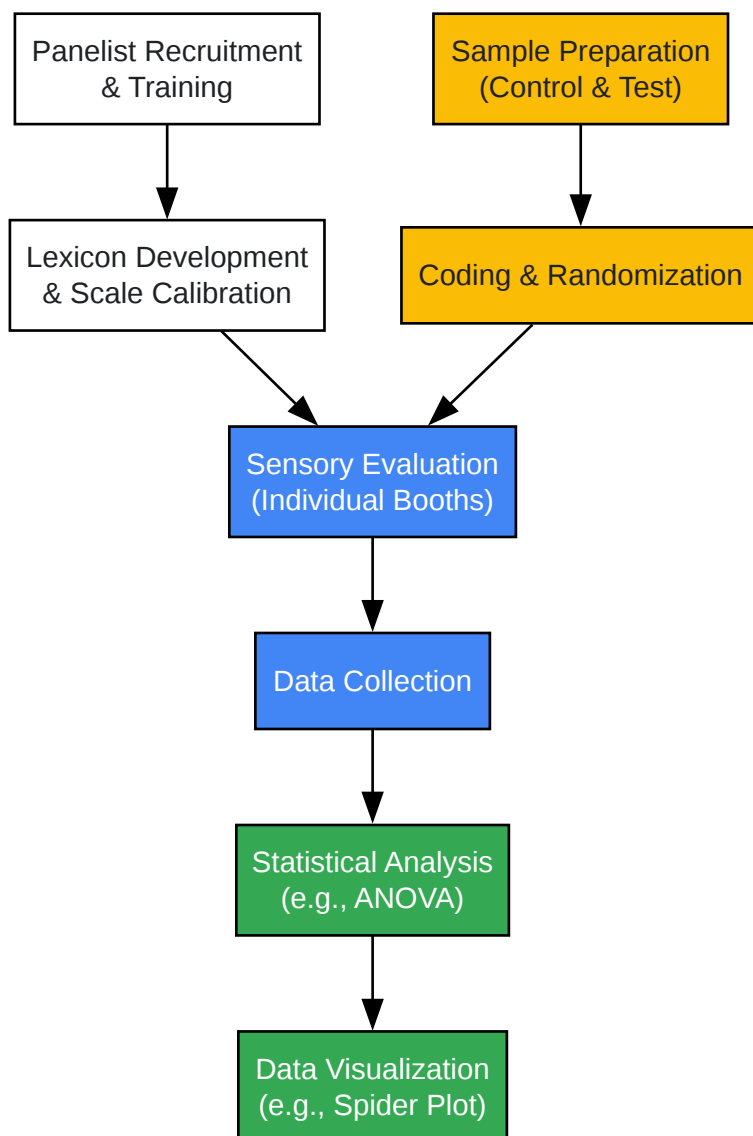 Panelist Recruitment
& Training
Sample Preparation
(Control & Test)
Lexicon Development
& Scale Calibration
Coding & Randomization
Sensory Evaluation
(Individual Booths)
Data Collection
Statistical Analysis
(e.g., ANOVA)
Data Visualization
(e.g., Spider Plot)